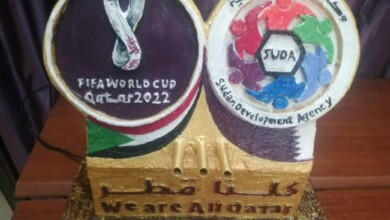 FIFA WORLD CUP
Qatar2022
SUDA
Sudan Development Agency
كلنا قطر
We are All Qatar